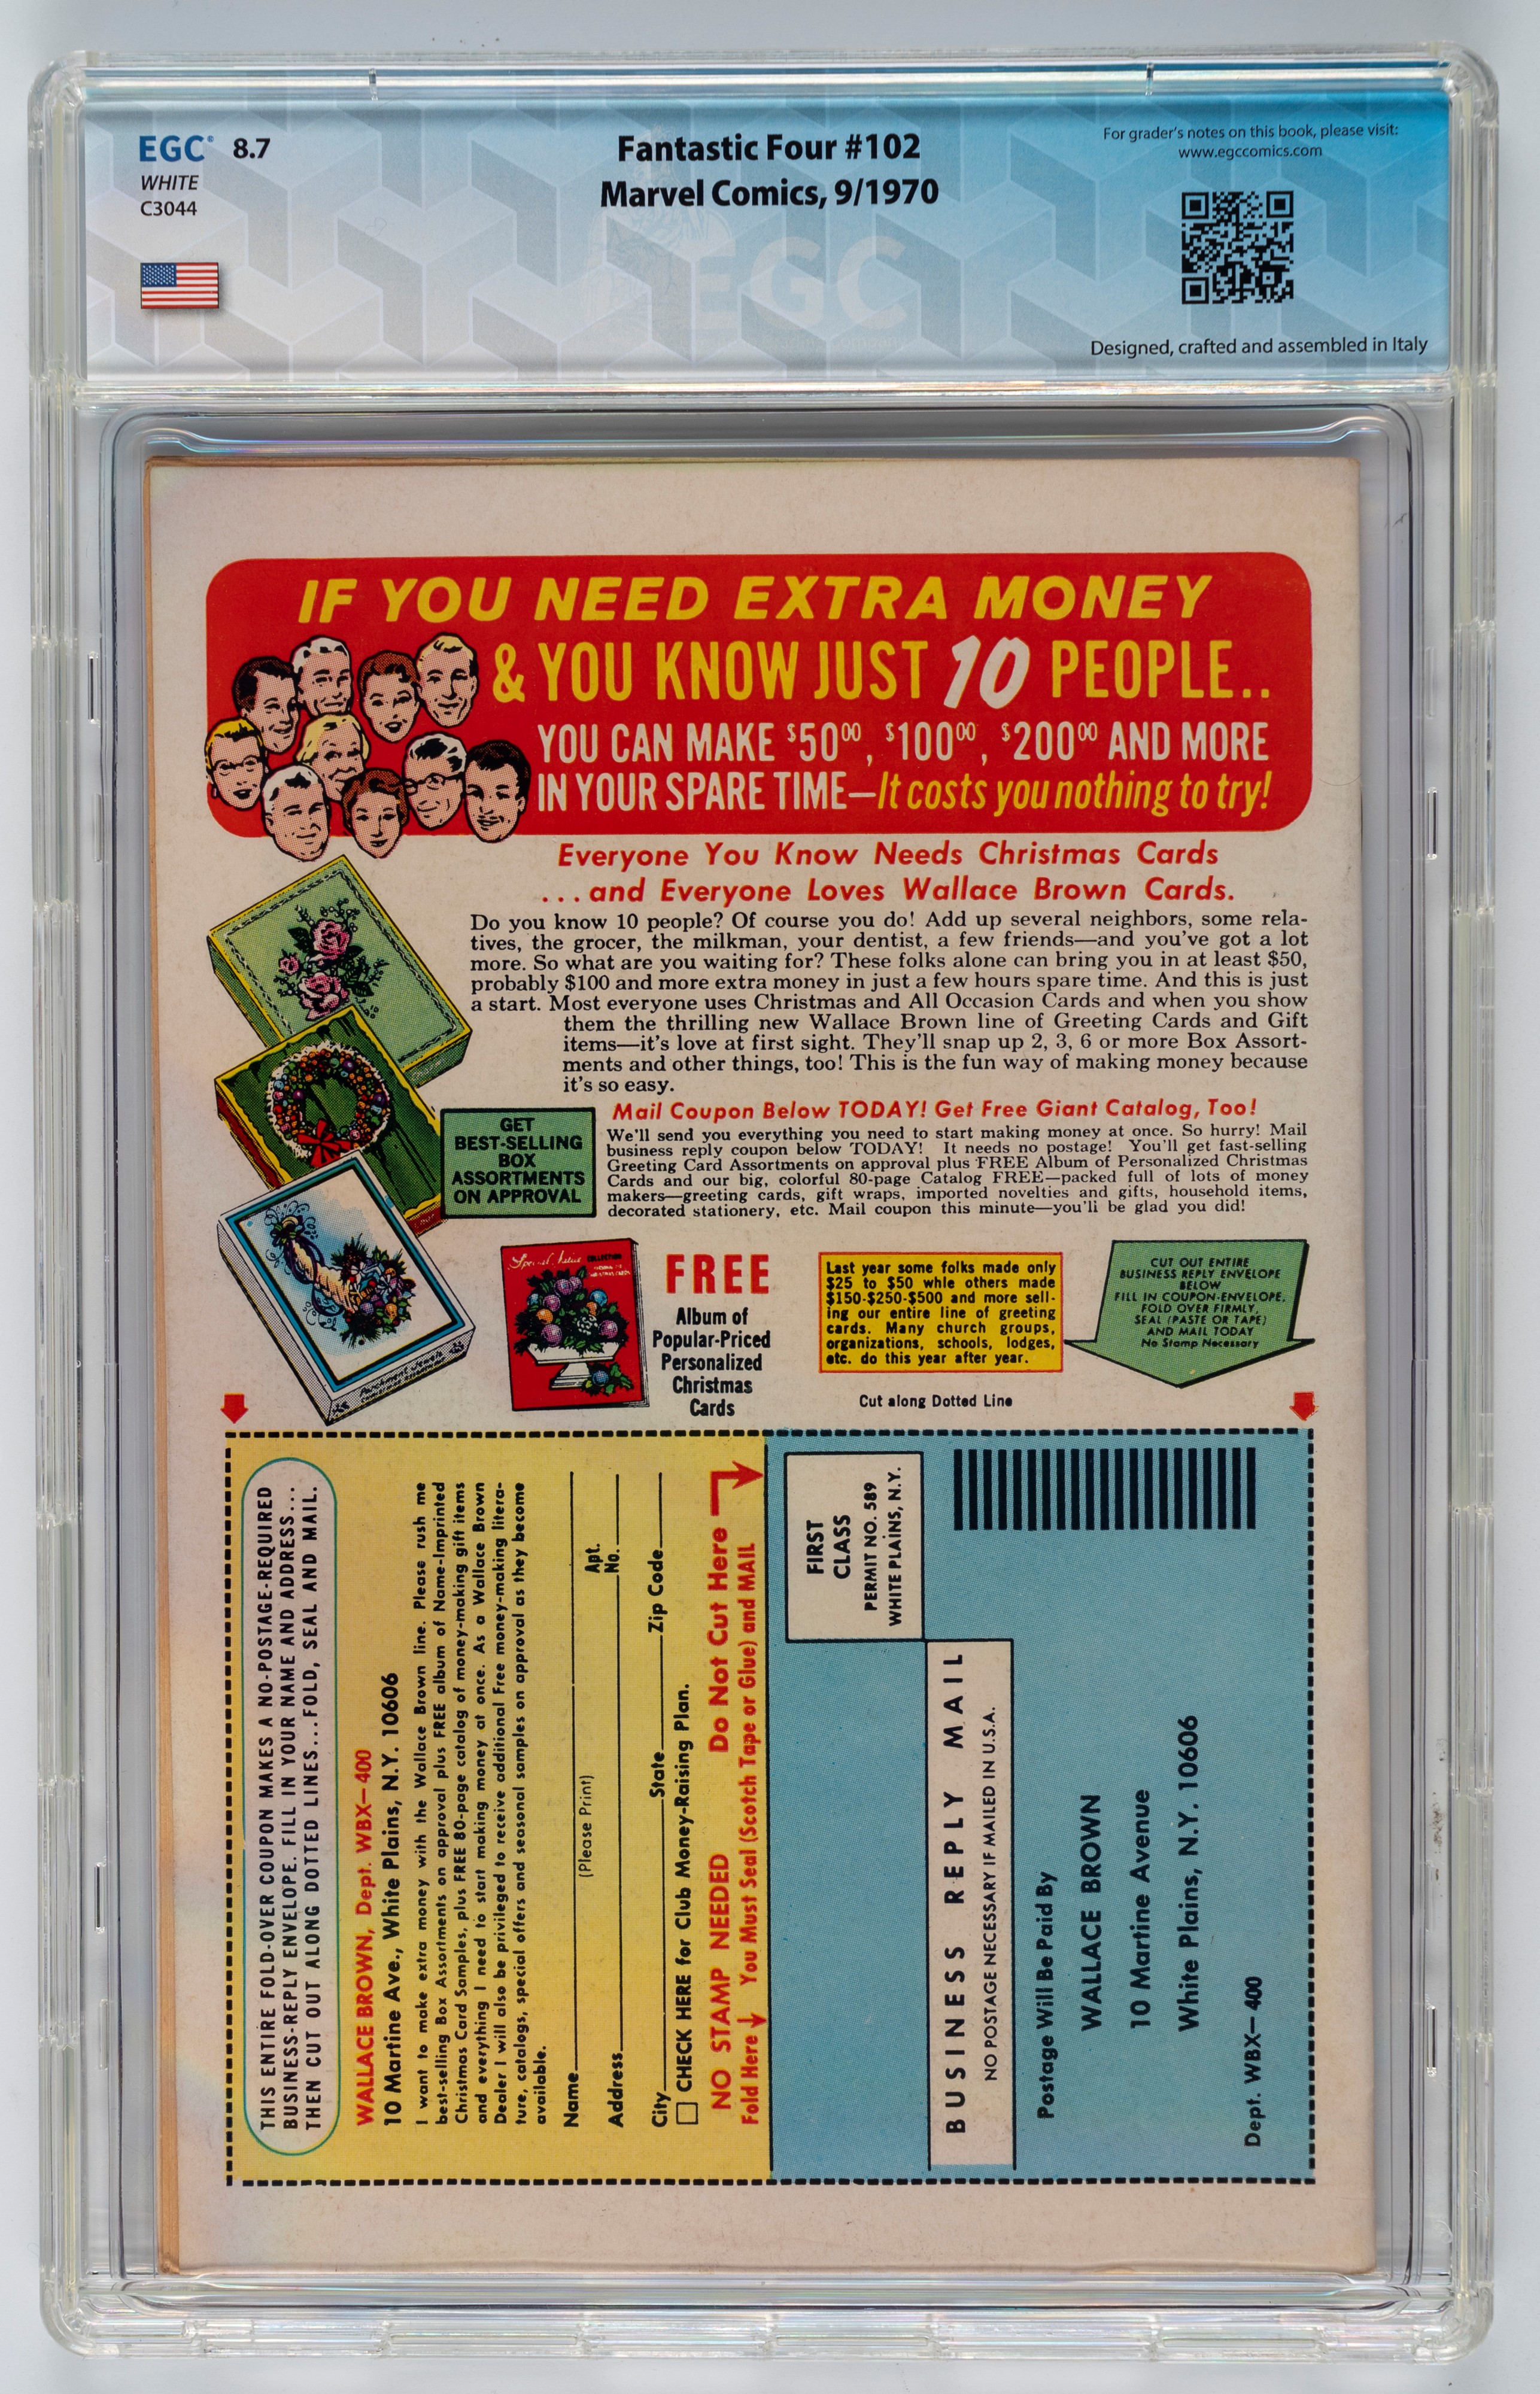 EGC® 8.7
WHITE
C3044
Fantastic Four #102
Marvel Comics, 9/1970
For grader's notes on this book, please visit:
www.egccomics.com
EGC
Designed, crafted and assembled in Italy
IF YOU NEED EXTRA MONEY
& YOU KNOW JUST 10 PEOPLE..
YOU CAN MAKE $5000, $10000, $20000 AND MORE
IN YOUR SPARE TIME—It costs you nothing to try!
Everyone You Know Needs Christmas Cards
...and Everyone Loves Wallace Brown Cards.
Do you know 10 people? Of course you do! Add up several neighbors, some rela-
tives, the grocer, the milkman, your dentist, a few friends—and you've got a lot
more. So what are you waiting for? These folks alone can bring you in at least $50,
probably $100 and more extra money in just a few hours spare time. And this is just
a start. Most everyone uses Christmas and All Occasion Cards and when you show
them the thrilling new Wallace Brown line of Greeting Cards and Gift
items—it's love at first sight. They'll snap up 2, 3, 6 or more Box Assort-
ments and other things, too! This is the fun way of making money because
it's so easy.
GET
BEST-SELLING
BOX
ASSORTMENTS
ON APPROVAL
Mail Coupon Below TODAY! Get Free Giant Catalog, Too!
We'll send you everything you need to start making money at once. So hurry! Mail
business reply coupon below TODAY! It needs no postage! You'll get fast-selling
Greeting Card Assortments on approval plus FREE Album of Personalized Christmas
Cards and our big, colorful 80-page Catalog FREE—packed full of lots of money
makers—greeting cards, gift wraps, imported novelties and gifts, household items,
decorated stationery, etc. Mail coupon this minute—you'll be glad you did!
FREE
Album of
Popular-Priced
Personalized
Christmas
Cards
Last year some folks made only
$25 to $50 whle others made
$150-$250-$500 and more sell-
ing our entire line of greeting
cards. Many church groups,
organizations, schools, lodges,
etc. do this year after year.
CUT OUT ENTIRE
BUSINESS REPLY ENVELOPE
BELOW
FILL IN COUPON-ENVELOPE,
FOLD OVER FIRMLY,
SEAL (PASTE OR TAPE)
AND MAIL TODAY
No Stamp Necessary
Cut along Dotted Line
THIS ENTIRE FOLD-OVER COUPON MAKES A NO-POSTAGE-REQUIRED
BUSINESS-REPLY ENVELOPE. FILL IN YOUR NAME AND ADDRESS...
THEN CUT OUT ALONG DOTTED LINES...FOLD, SEAL AND MAIL.
WALLACE BROWN, Dept. WBX—400
10 Martine Ave., White Plains, N.Y. 10606
I want to make extra money with the Wallace Brown line. Please rush me
best-selling Box Assortments on approval plus FREE album of Name-Imprinted
Christmas Card Samples, plus FREE 80-page catalog of money-making gift items
and everything I need to start making money at once. As a Wallace Brown
Dealer I will also be privileged to receive additional Free money-making litera-
ture, catalogs, special offers and seasonal samples on approval as they become
available.
Name
(Please Print)
Address Apt. No.
City State Zip Code
CHECK HERE for Club Money-Raising Plan.
NO STAMP NEEDED Do Not Cut Here
Fold Here You Must Seal (Scotch Tape or Glue) and MAIL
FIRST
CLASS
PERMIT NO. 589
WHITE PLAINS, N.Y.
BUSINESS REPLY MAIL
NO POSTAGE NECESSARY IF MAILED IN U.S.A.
Postage Will Be Paid By
WALLACE BROWN
10 Martine Avenue
White Plains, N.Y. 10606
Dept. WBX—400